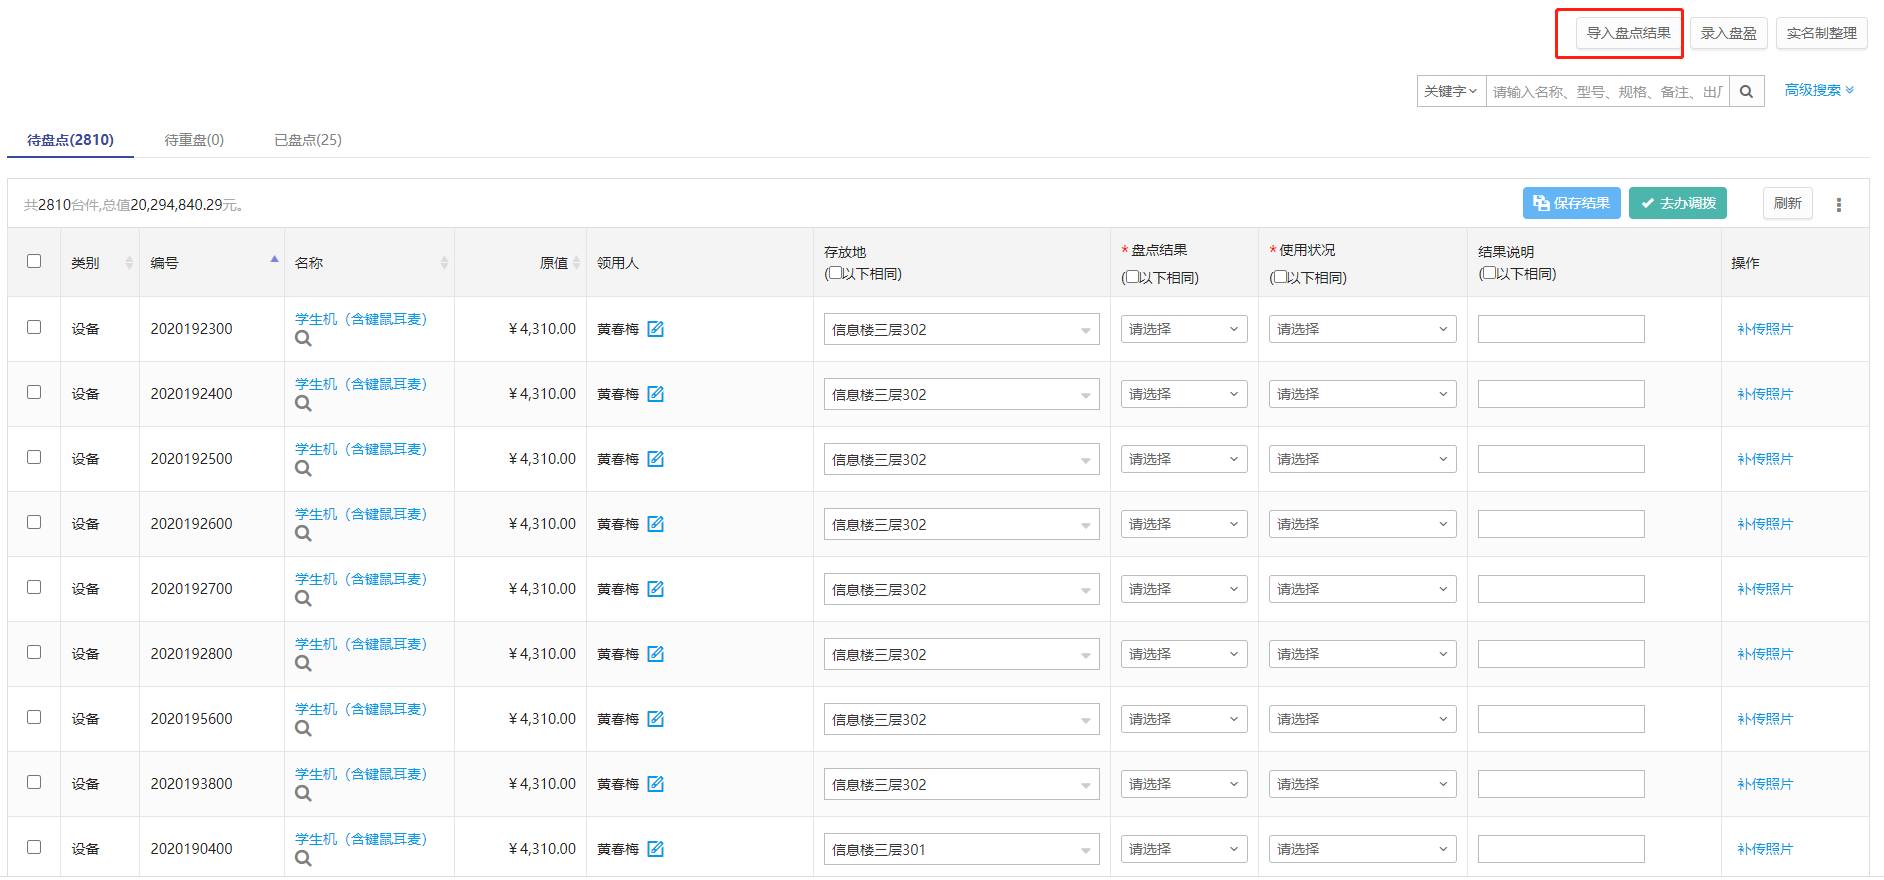 导入盘点结果 录入盘盈 实名制整理
关键字 请输入名称、型号、规格、备注、出厂 高级搜索
待盘点(2810) 待重盘(0) 已盘点(25)
共2810台件,总值20,294,840.29元。 保存结果 去办调拨 刷新
类别 编号 名称 原值 领用人 存放地 *盘点结果 *使用状况 结果说明 操作
(以下相同) (以下相同) (以下相同) (以下相同)
设备 2020192300 学生机（含键鼠耳麦） ¥4,310.00 黄春梅 信息楼三层302 请选择 请选择 补传照片
设备 2020192400 学生机（含键鼠耳麦） ¥4,310.00 黄春梅 信息楼三层302 请选择 请选择 补传照片
设备 2020192500 学生机（含键鼠耳麦） ¥4,310.00 黄春梅 信息楼三层302 请选择 请选择 补传照片
设备 2020192600 学生机（含键鼠耳麦） ¥4,310.00 黄春梅 信息楼三层302 请选择 请选择 补传照片
设备 2020192700 学生机（含键鼠耳麦） ¥4,310.00 黄春梅 信息楼三层302 请选择 请选择 补传照片
设备 2020192800 学生机（含键鼠耳麦） ¥4,310.00 黄春梅 信息楼三层302 请选择 请选择 补传照片
设备 2020195600 学生机（含键鼠耳麦） ¥4,310.00 黄春梅 信息楼三层302 请选择 请选择 补传照片
设备 2020193800 学生机（含键鼠耳麦） ¥4,310.00 黄春梅 信息楼三层302 请选择 请选择 补传照片
设备 2020190400 学生机（含键鼠耳麦） ¥4,310.00 黄春梅 信息楼三层301 请选择 请选择 补传照片